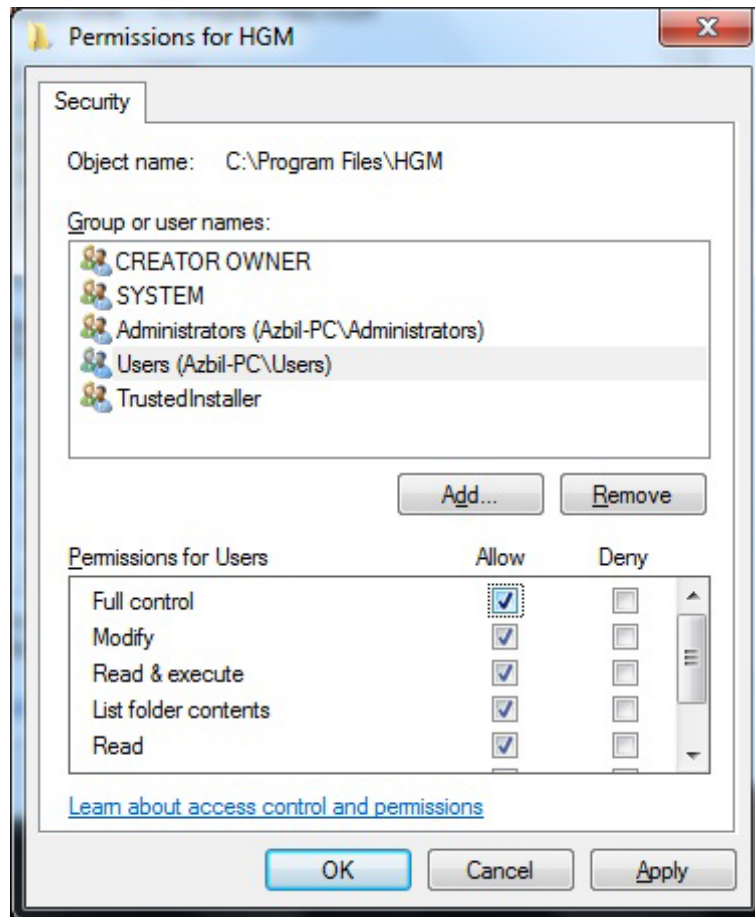 Permissions for HGM
Security
Object name: C:\Program Files\HGM
Group or user names:
CREATOR OWNER
SYSTEM
Administrators (Azbil-PC\Administrators)
Users (Azbil-PC\Users)
TrustedInstaller
Add... Remove
Permissions for Users Allow Deny
Full control
Modify
Read & execute
List folder contents
Read
Learn about access control and permissions
OK Cancel Apply